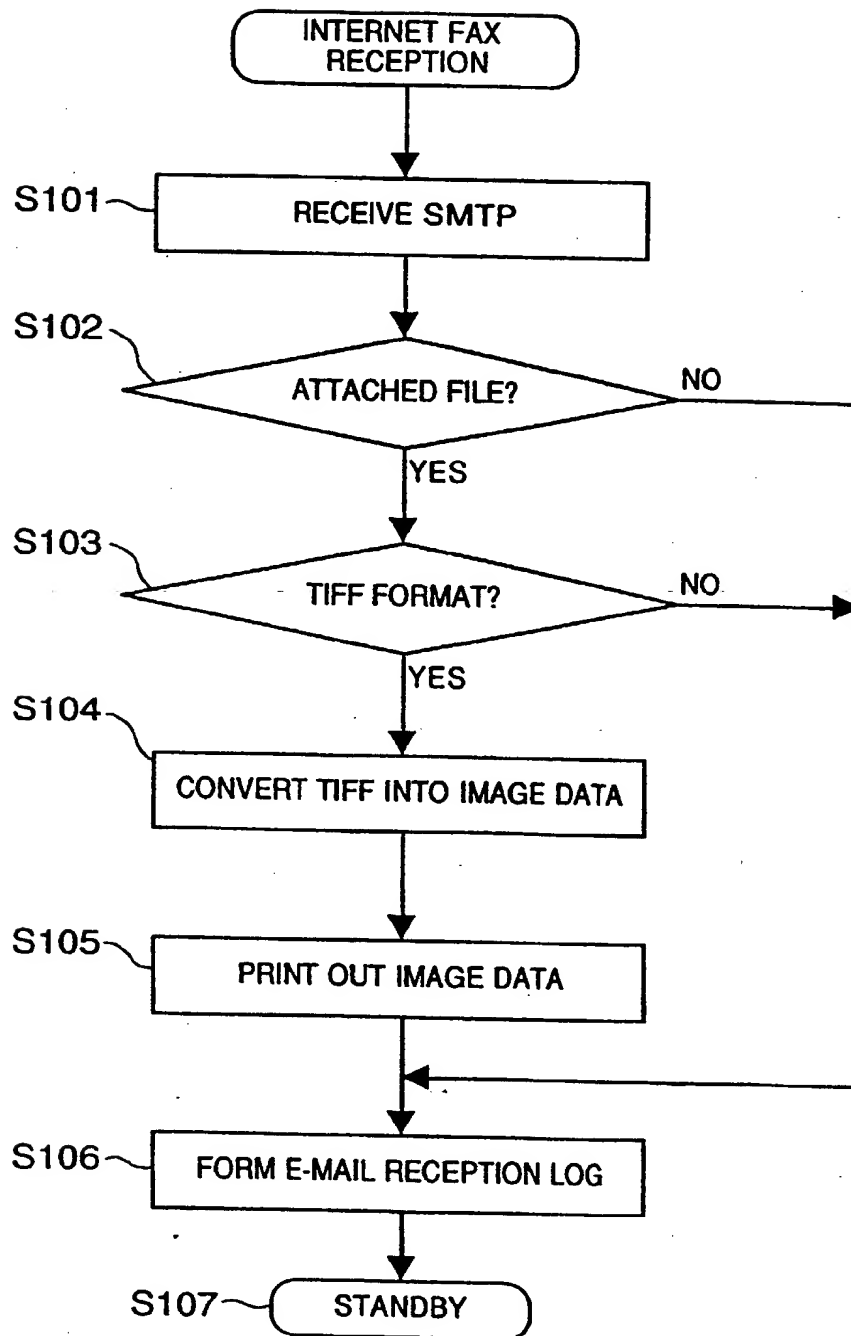 INTERNET FAX
RECEPTION
S101
RECEIVE SMTP
S102
ATTACHED FILE?
NO
YES
S103
TIFF FORMAT?
NO
YES
S104
CONVERT TIFF INTO IMAGE DATA
S105
PRINT OUT IMAGE DATA
S106
FORM E-MAIL RECEPTION LOG
S107
STANDBY